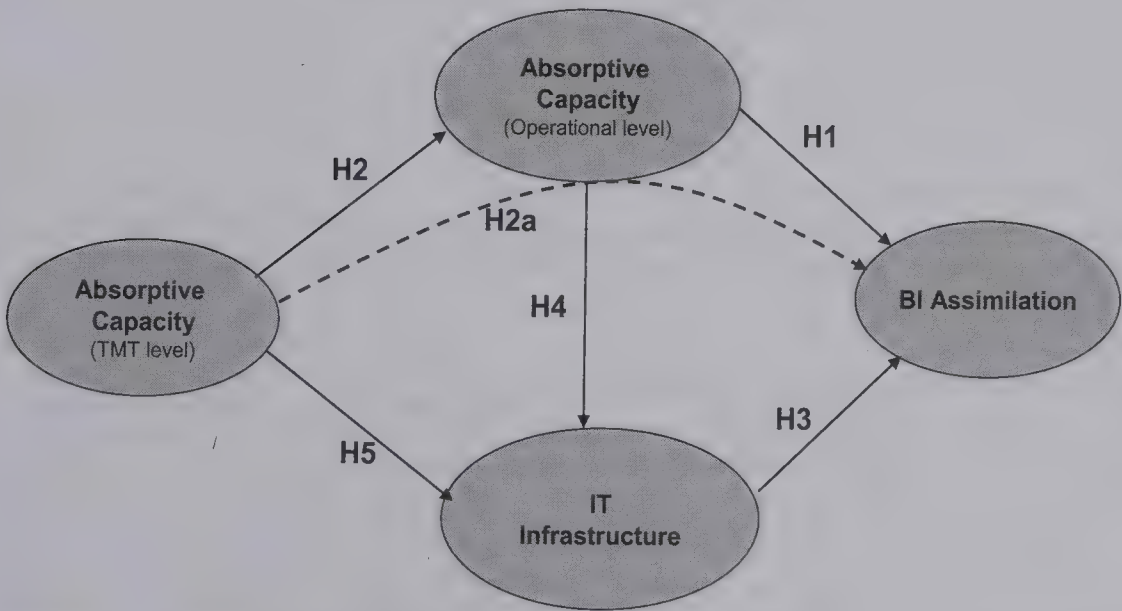 Absorptive
Capacity
(Operational level)
H1
H2
H2a
Absorptive
Capacity
(TMT level)
H4
BI Assimilation
H5
H3
IT
Infrastructure